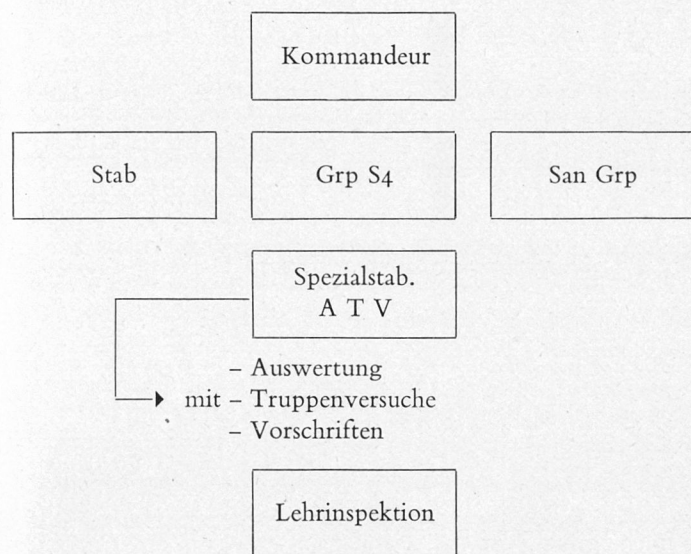 Kommandeur
Stab
Grp S4
San Grp
Spezialstab.
A T V
– Auswertung
mit – Truppenversuche
– Vorschriften
Lehrinspektion